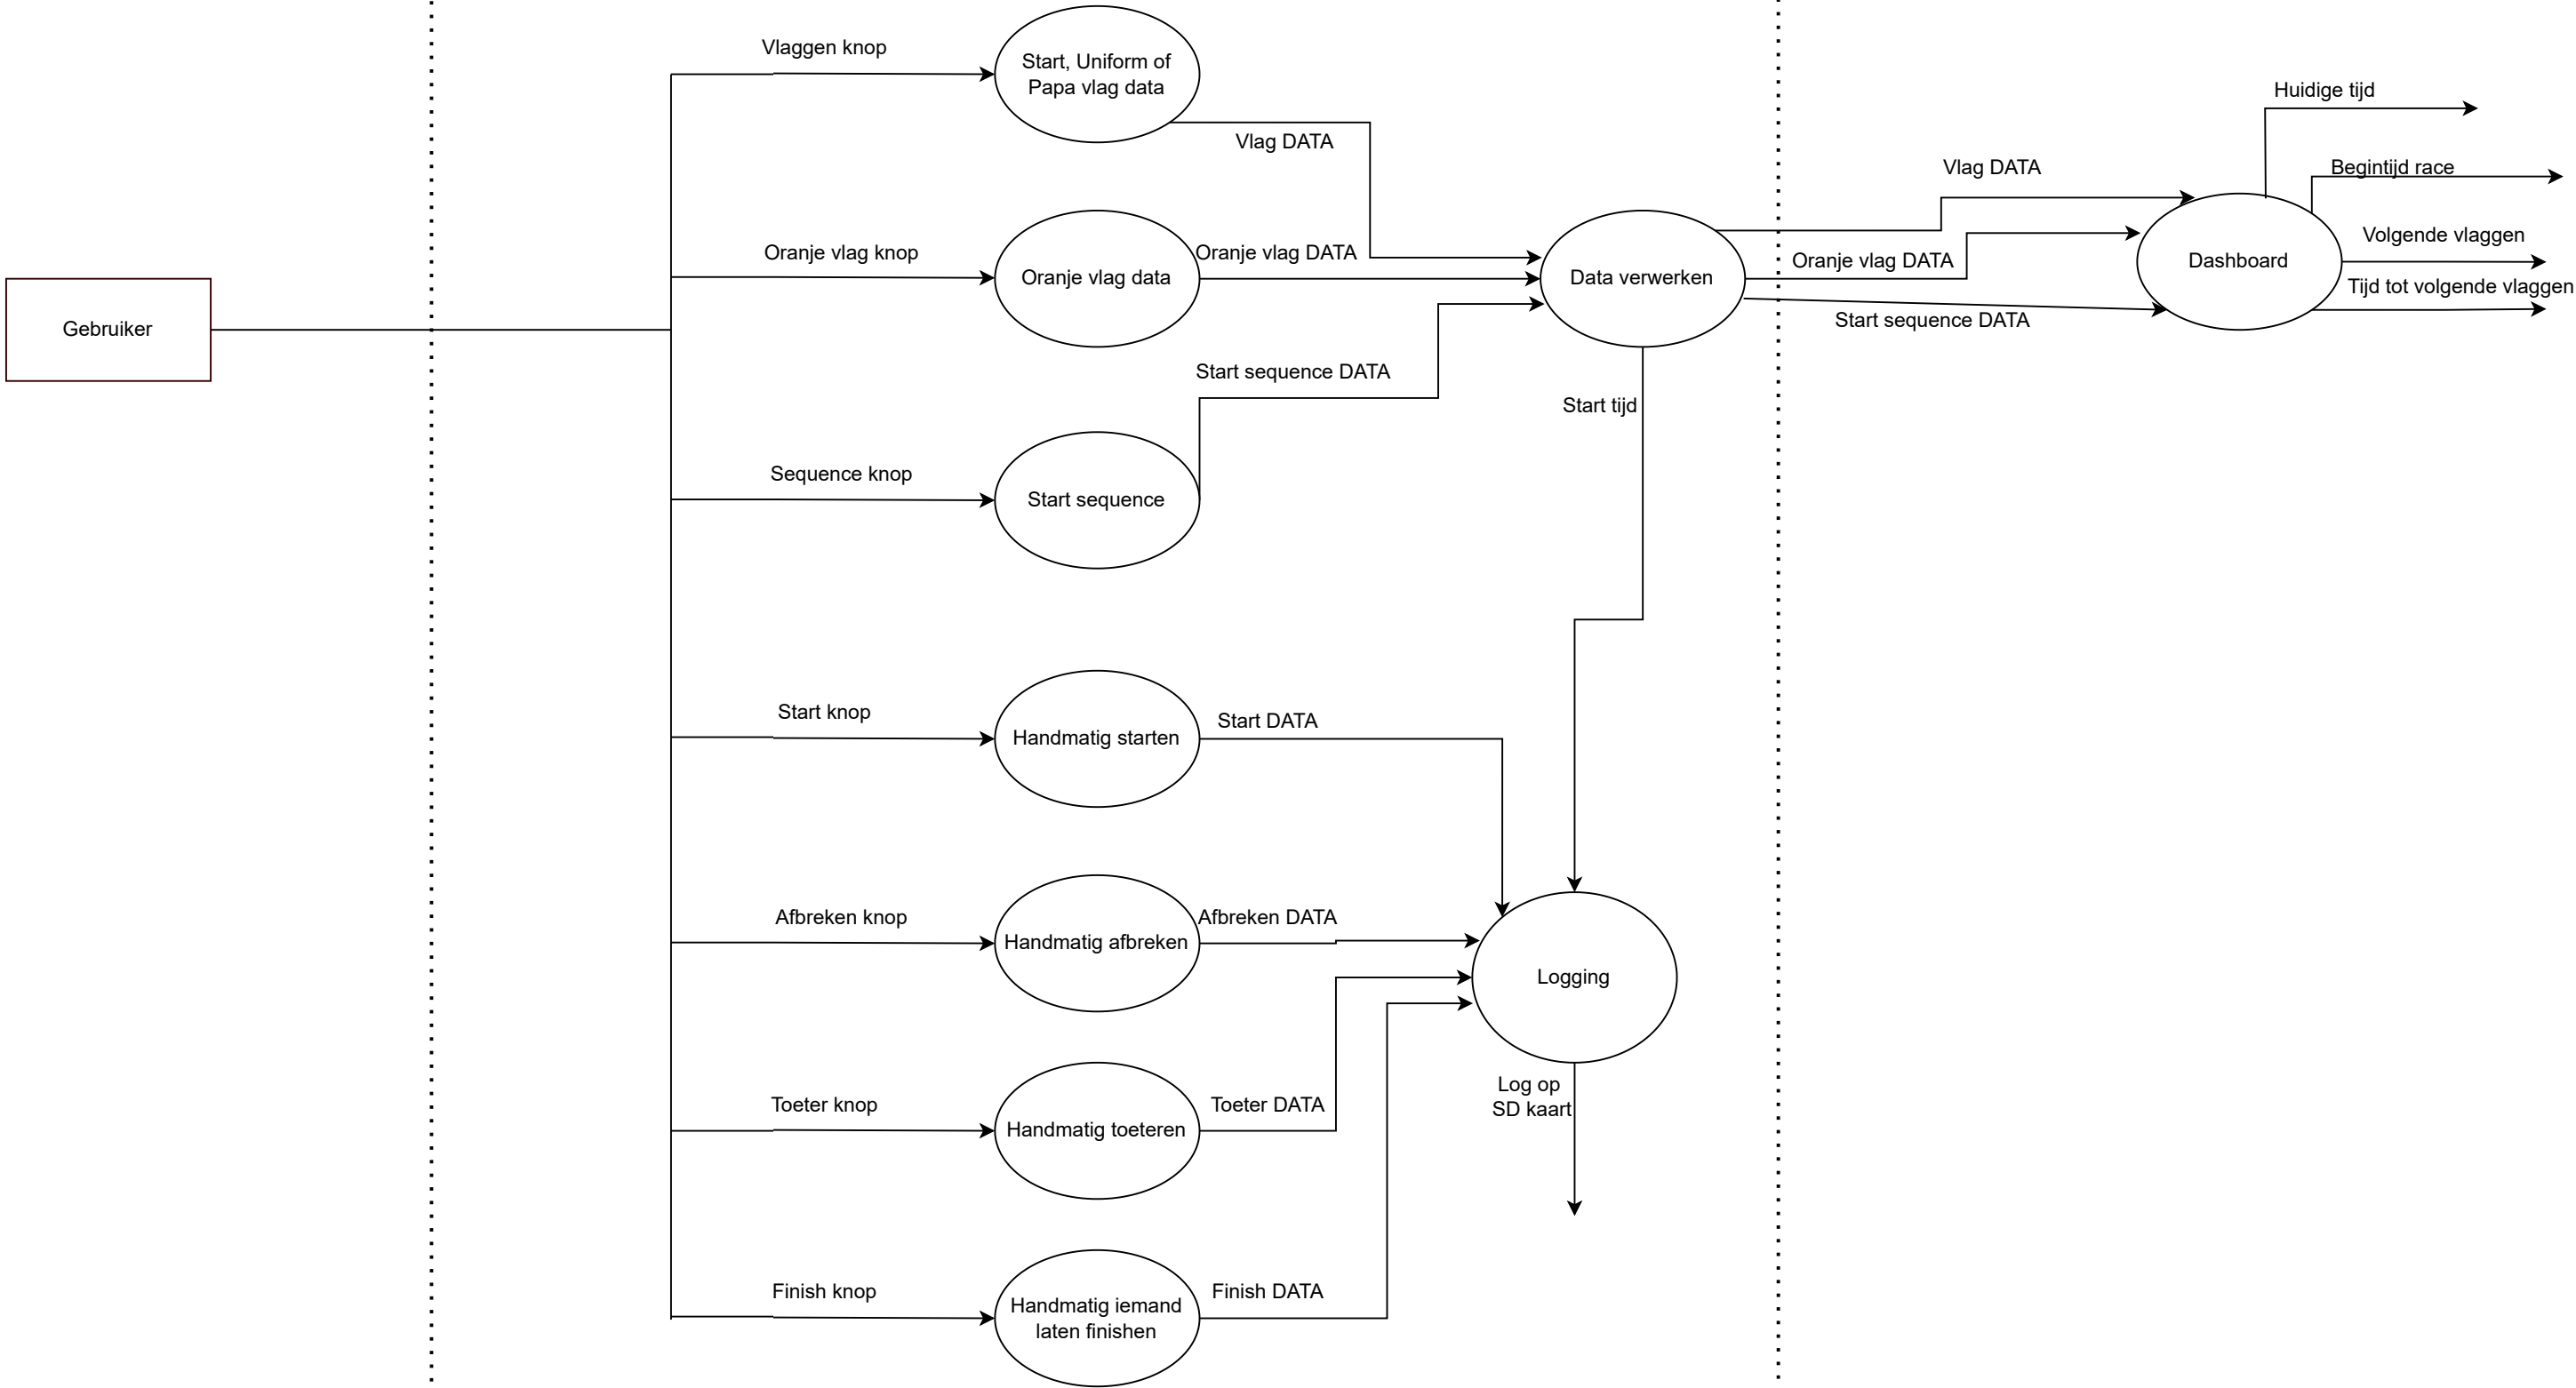 Vlaggen knop
Start, Uniform of
Papa vlag data
Vlag DATA
Huidige tijd
Vlag DATA
Begintijd race
Oranje vlag knop
Oranje vlag data
Oranje vlag DATA
Data verwerken
Oranje vlag DATA
Dashboard
Volgende vlaggen
Tijd tot volgende vlaggen
Gebruiker
Start sequence DATA
Start sequence DATA
Start tijd
Sequence knop
Start sequence
Start knop
Handmatig starten
Start DATA
Afbreken knop
Handmatig afbreken
Afbreken DATA
Logging
Toeter knop
Handmatig toeteren
Toeter DATA
Log op
SD kaart
Finish knop
Handmatig iemand
laten finishen
Finish DATA